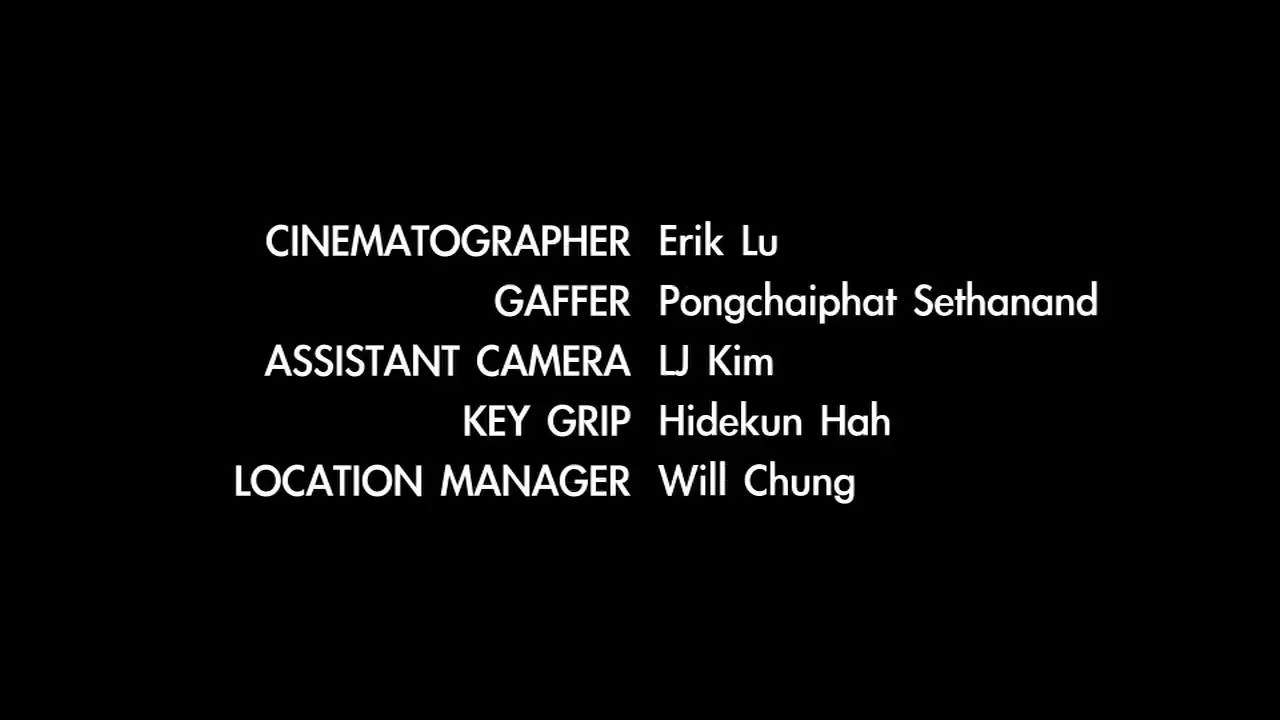 CINEMATOGRAPHER Erik Lu
GAFFER Pongchaiphat Sethanand
ASSISTANT CAMERA LJ Kim
KEY GRIP Hidekun Hah
LOCATION MANAGER Will Chung